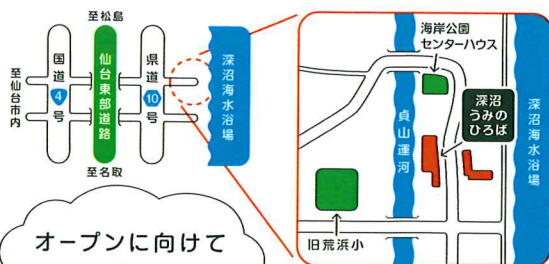 至松島
至仙台市内
国道4号
仙台東部道路
県道10号
深沼海水浴場
至名取
オープンに向けて
海岸公園
センターハウス
貞山運河
深沼
うみの
ひろば
深沼海水浴場
旧荒浜小